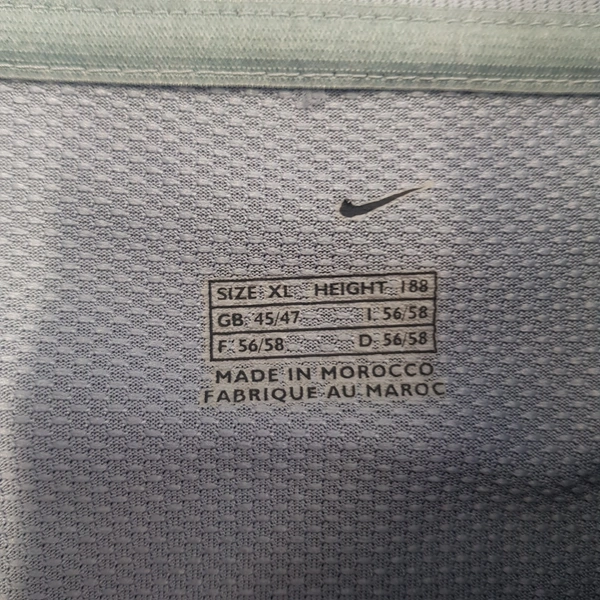 SIZE: XL HEIGHT 188
GB: 45/47 I: 56/58
F: 56/58 D: 56/58
MADE IN MOROCCO
FABRIQUE AU MAROC